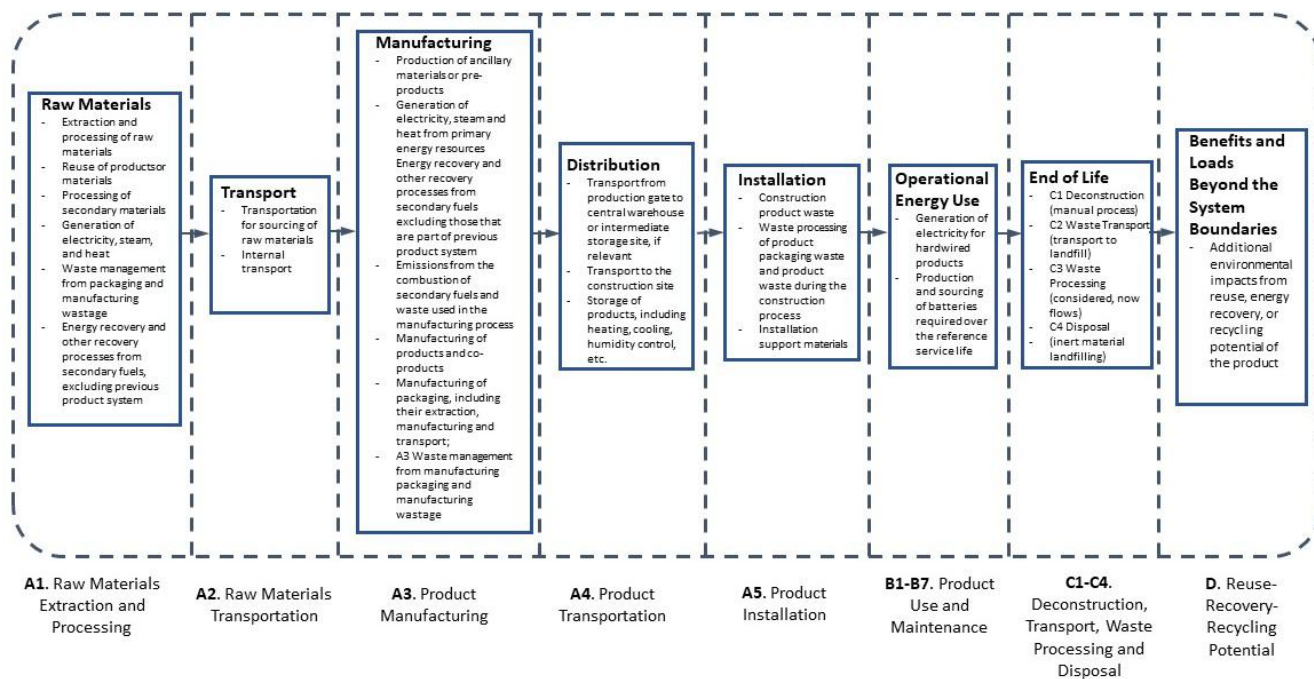 Raw Materials
- Extraction and
processing of raw
materials
- Reuse of productsor
materials
- Processing of
secondary materials
- Generation of
electricity, steam,
and heat
- Waste management
from packaging and
manufacturing
wastage
- Energy recovery and
other recovery
processes from
secondary fuels,
excluding previous
product system
Transport
- Transportation
for sourcing of
raw materials
- Internal
transport
Manufacturing
- Production of ancillary
materials or pre-
products
- Generation of
electricity, steam and
heat from primary
energy resources
Energy recovery and
other recovery
processes from
secondary fuels
excluding those that
are part of previous
product system
- Emissions from the
combustion of
secondary fuels and
waste used in the
manufacturing process
- Manufacturing of
products and co-
products
- Manufacturing of
packaging, including
their extraction,
manufacturing and
transport;
- A3 Waste management
from manufacturing
packaging and
manufacturing
wastage
Distribution
- Transport from
production gate to
central warehouse
or intermediate
storage site, if
relevant
- Transport to the
construction site
- Storage of
products, including
heating, cooling,
humidity control,
etc.
Installation
- Construction
product waste
- Waste processing
of product
packaging waste
and product
waste during the
construction
process
- Installation
support materials
Operational
Energy Use
- Generation of
electricity for
hardwired
products
- Production
and sourcing
of batteries
required over
the reference
service life
End of Life
- C1 Deconstruction
(manual process)
- C2 Waste Transport
(transport to
landfill)
- C3 Waste
Processing
(considered, now
flows)
- C4 Disposal
- (inert material
landfilling)
Benefits and
Loads
Beyond the
System
Boundaries
- Additional
environmental
impacts from
reuse, energy
recovery, or
recycling
potential of
the product
A1. Raw Materials
Extraction and
Processing
A2. Raw Materials
Transportation
A3. Product
Manufacturing
A4. Product
Transportation
A5. Product
Installation
B1-B7. Product
Use and
Maintenance
C1-C4.
Deconstruction,
Transport, Waste
Processing and
Disposal
D. Reuse-
Recovery-
Recycling
Potential